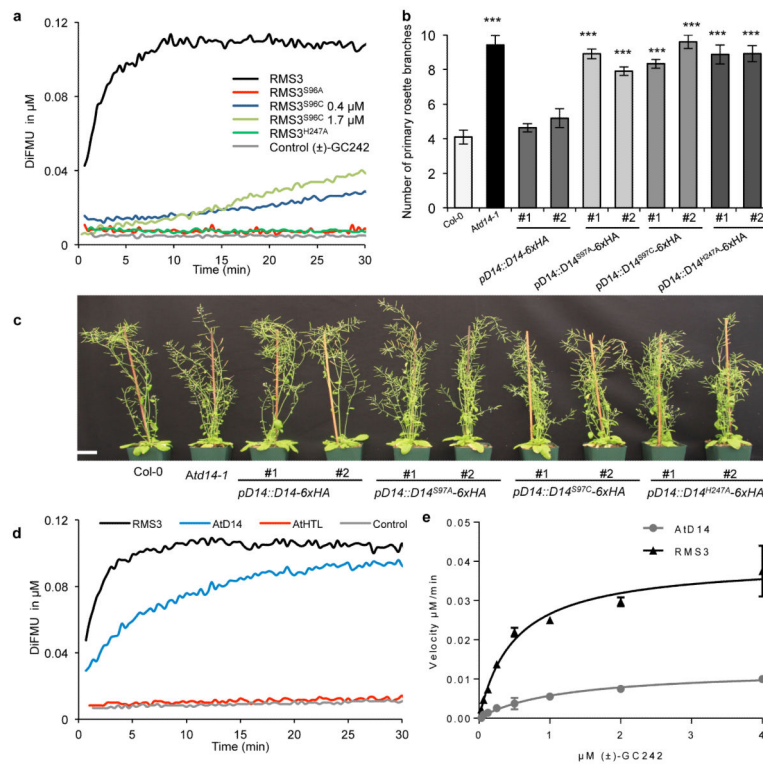 a
0.12
0.08
0.04
0
DiFMU in µM
RMS3
RMS3S96A
RMS3S96C 0.4 µM
RMS3S96C 1.7 µM
RMS3H247A
Control (±)-GC242
0 5 10 15 20 25 30
Time (min)
b
Number of primary rosette branches
10
8
6
4
2
0
*** *** *** *** *** *** ***
#1 #2 #1 #2 #1 #2 #1 #2
Col-0
Atd14-1
pD14::D14-6xHA
pD14::D14S97A-6xHA
pD14::D14S97C-6xHA
pD14::D14H247A-6xHA
c
Col-0 Atd14-1 #1 #2 #1 #2 #1 #2 #1 #2
pD14::D14-6xHA pD14::D14S97A-6xHA pD14::D14S97C-6xHA pD14::D14H247A-6xHA
d
RMS3 AtD14 AtHTL Control
0.12
0.08
0.04
0
DiFMU in µM
0 5 10 15 20 25 30
Time (min)
e
AtD14
RMS3
Velocity µM/min
0.05
0.04
0.03
0.02
0.01
0.00
0 1 2 3 4
µM (±)-GC242